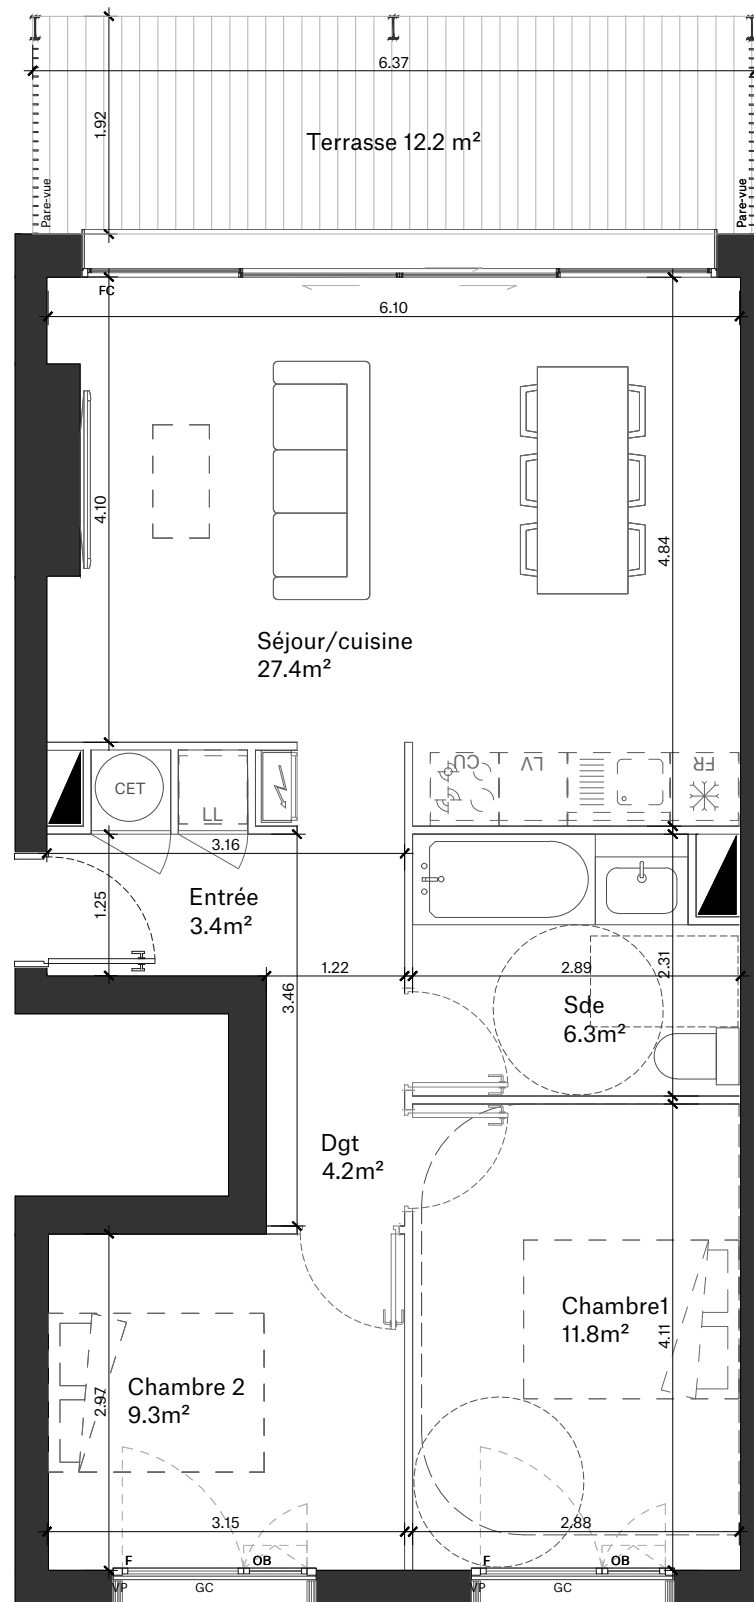 6.37
1.92
Terrasse 12.2 m²
Pare-vue
Pare-vue
FC
6.10
4.10
4.84
Séjour/cuisine
27.4m²
CET
LL
CU
LV
FR
3.16
Entrée
3.4m²
1.25
1.22
3.46
2.89
2.31
Sde
6.3m²
Dgt
4.2m²
Chambre1
11.8m²
4.11
Chambre 2
9.3m²
2.97
3.15
2.88
F
OB
F
OB
VP
GC
VP
GC